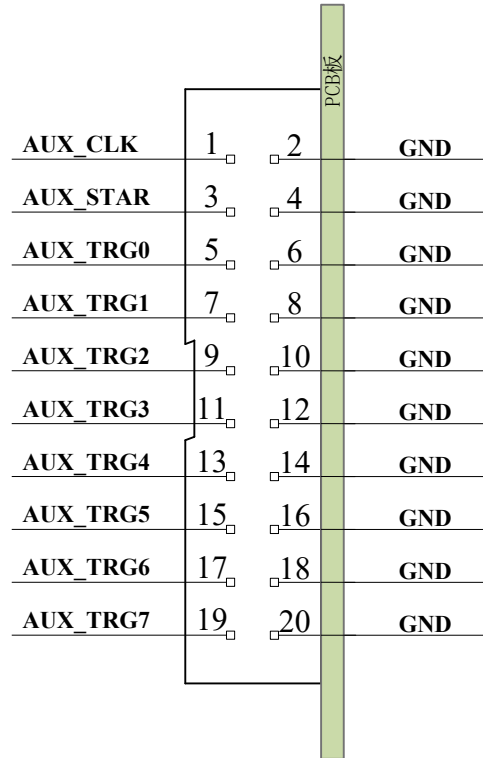 PCB板
AUX_CLK 1 2 GND
AUX_STAR 3 4 GND
AUX_TRG0 5 6 GND
AUX_TRG1 7 8 GND
AUX_TRG2 9 10 GND
AUX_TRG3 11 12 GND
AUX_TRG4 13 14 GND
AUX_TRG5 15 16 GND
AUX_TRG6 17 18 GND
AUX_TRG7 19 20 GND